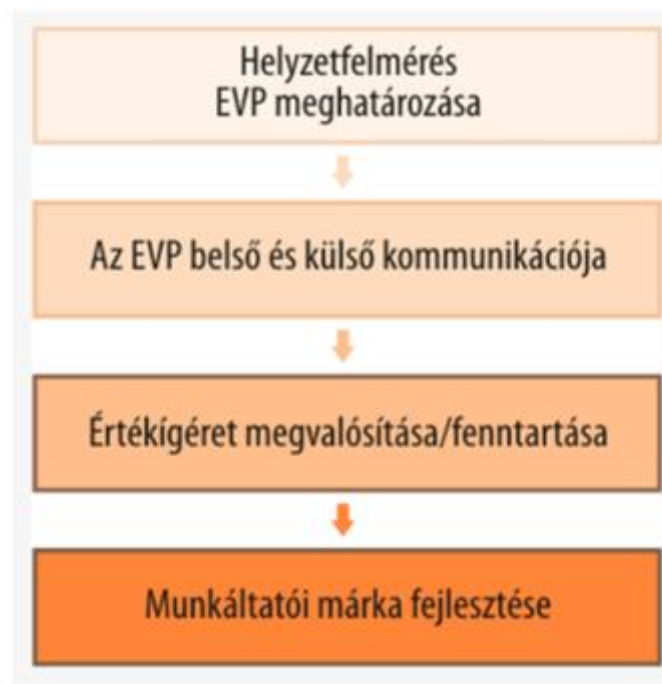 Helyzetfelmérés
EVP meghatározása
Az EVP belső és külső kommunikációja
Értékígéret megvalósítása/fenntartása
Munkáltatói márka fejlesztése